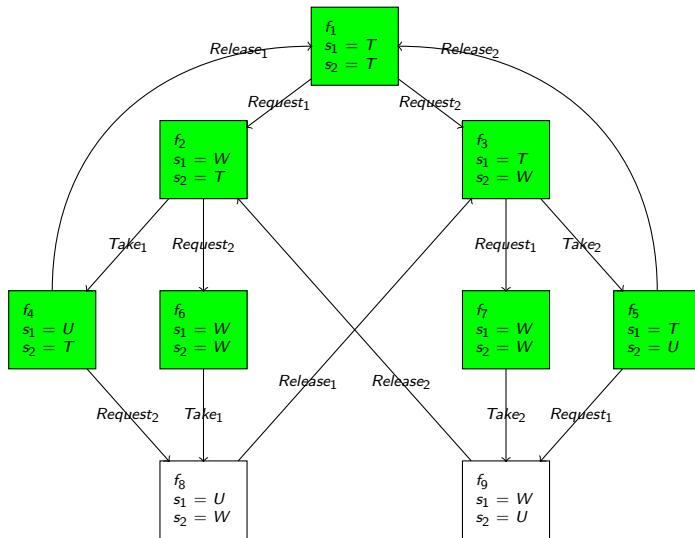 f1
s1 = T
s2 = T
Release1
Release2
Request1
Request2
f2
s1 = W
s2 = T
f3
s1 = T
s2 = W
Take1
Request2
Request1
Take2
f4
s1 = U
s2 = T
f6
s1 = W
s2 = W
f7
s1 = W
s2 = W
f5
s1 = T
s2 = U
Release1
Release2
Request2
Take1
Take2
Request1
f8
s1 = U
s2 = W
f9
s1 = W
s2 = U